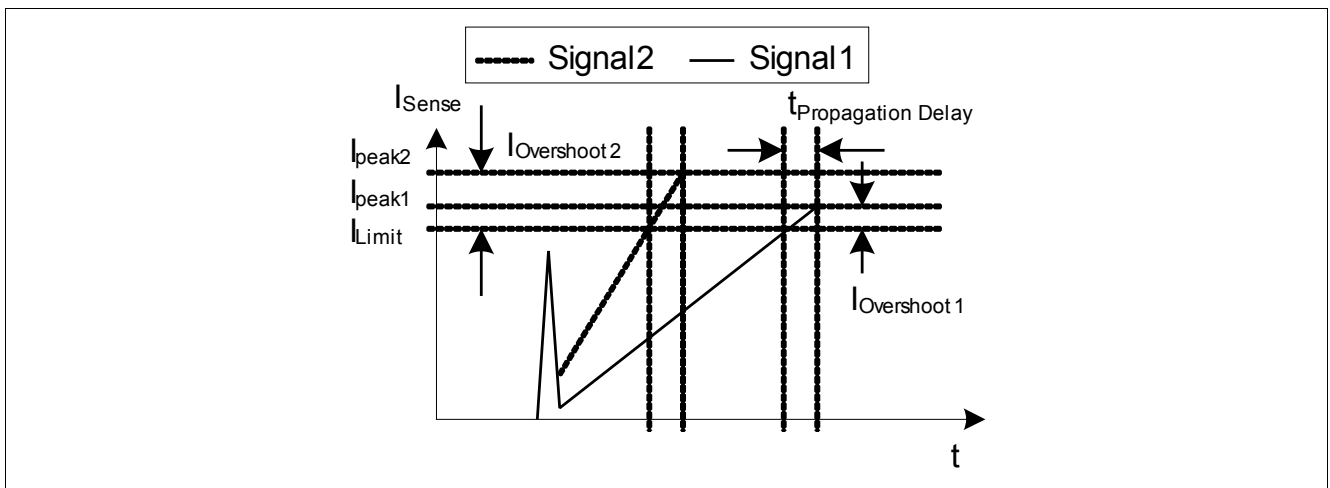 Signal2 Signal1
ISense
tPropagation Delay
Ipeak2
IOvershoot 2
Ipeak1
ILimit
IOvershoot 1
t